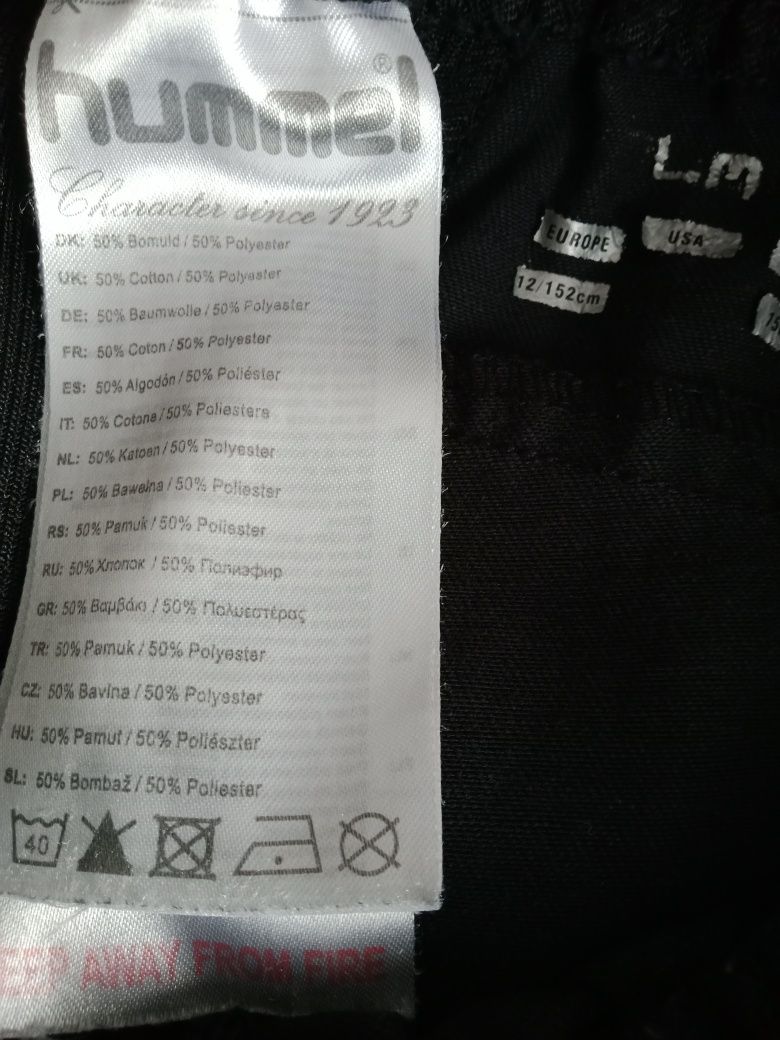 hummel®
Character since 1923
DK: 50% Bomuld / 50% Polyester
UK: 50% Cotton / 50% Polyester
DE: 50% Baumwolle / 50% Polyester
FR: 50% Coton / 50% Polyester
ES: 50% Algodón / 50% Poliéster
IT: 50% Cotone / 50% Poliestere
NL: 50% Katoen / 50% Polyester
PL: 50% Bawełna / 50% Poliester
RS: 50% Pamuk / 50% Poliester
RU: 50% Хлопок / 50% Полиэфир
GR: 50% Βαμβάκι / 50% Πολυεστέρας
TR: 50% Pamuk / 50% Polyester
CZ: 50% Bavlna / 50% Polyester
HU: 50% Pamut / 50% Poliészter
SL: 50% Bombaž / 50% Poliester
40
AWAY FROM FIRE
EUROPE
USA
12/152cm